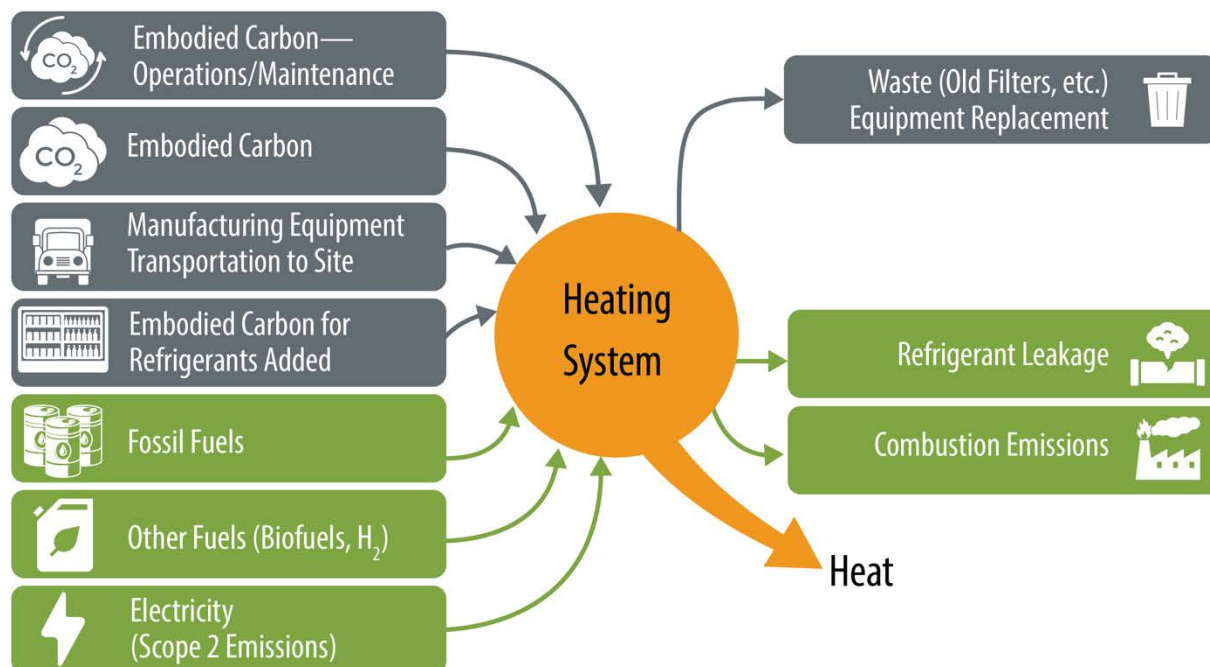 Embodied Carbon—
Operations/Maintenance
CO₂
Embodied Carbon
CO₂
Manufacturing Equipment
Transportation to Site
Embodied Carbon for
Refrigerants Added
Fossil Fuels
Other Fuels (Biofuels, H₂)
Electricity
(Scope 2 Emissions)
Heating
System
Waste (Old Filters, etc.)
Equipment Replacement
Refrigerant Leakage
Combustion Emissions
Heat